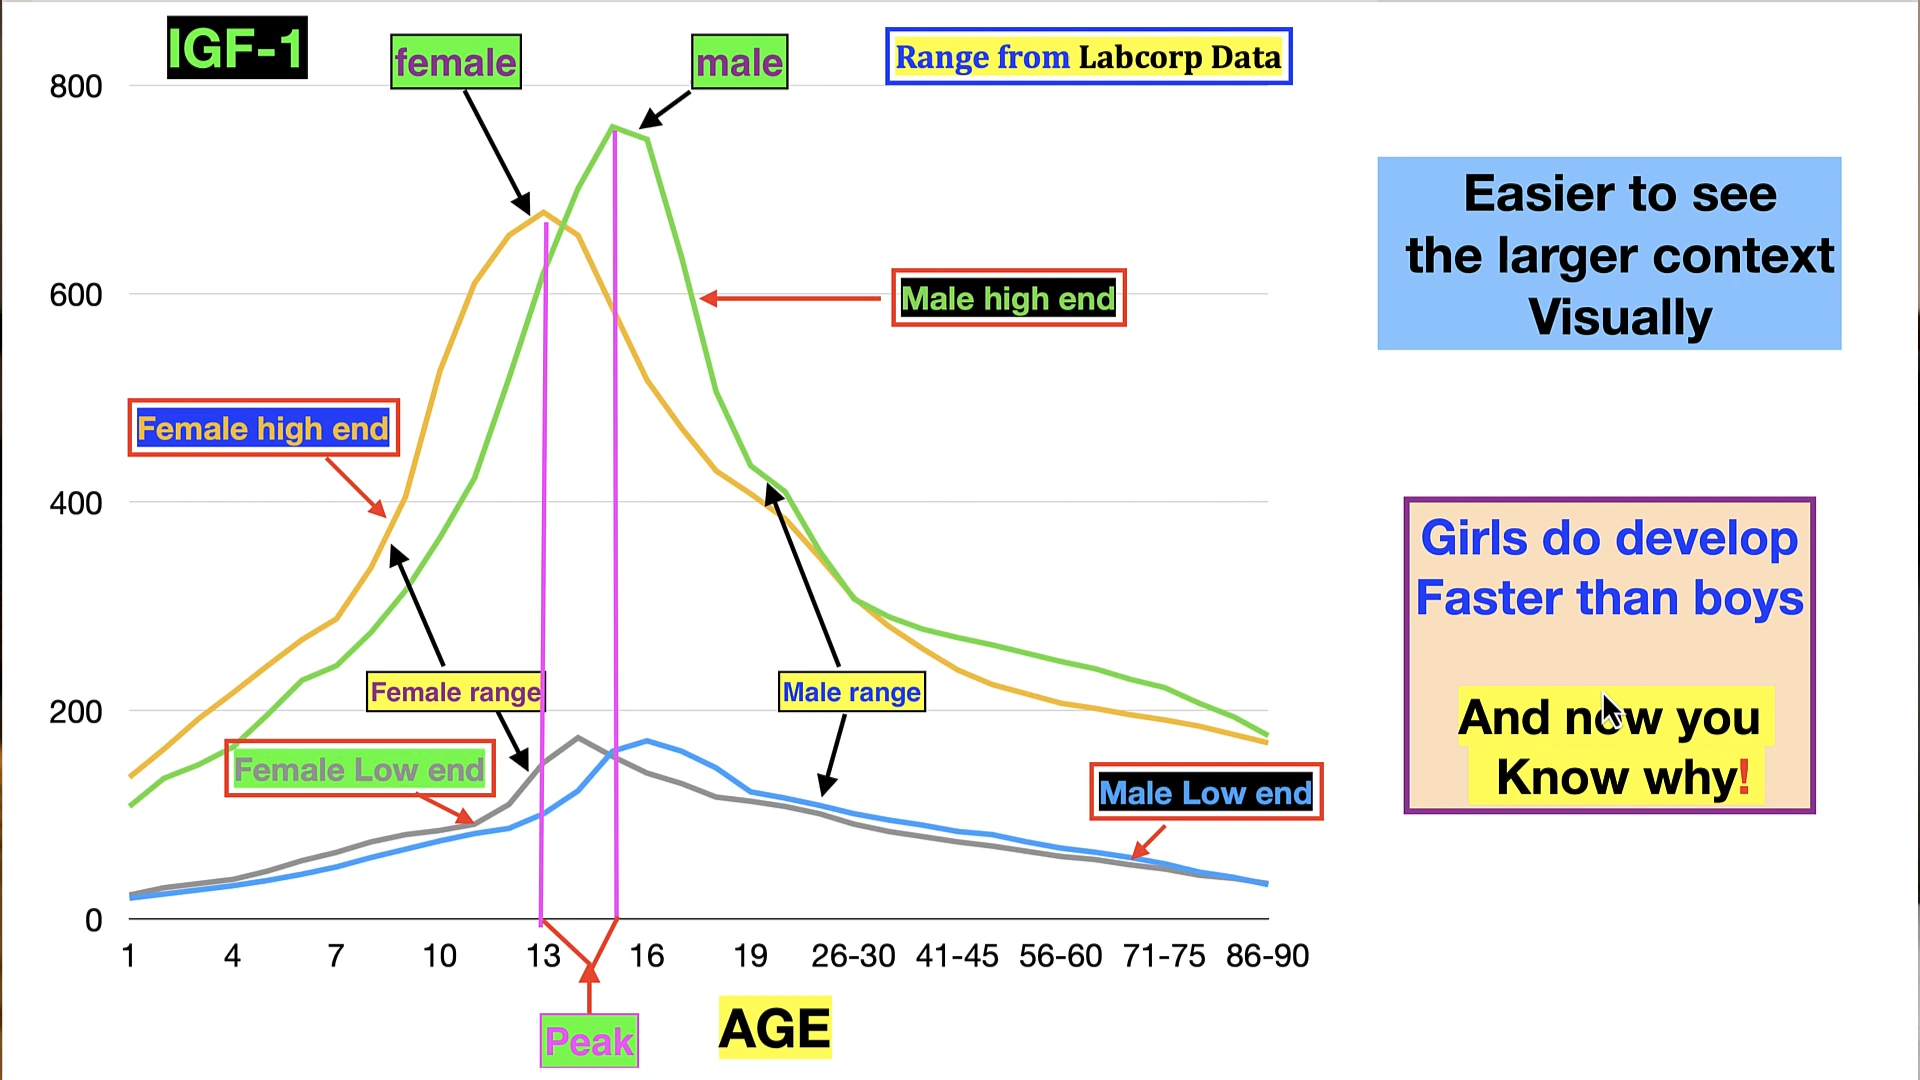 IGF-1
female
male
Range from Labcorp Data
800
600
400
200
0
Male high end
Female high end
Female range
Male range
Female Low end
Male Low end
1 4 7 10 13 16 19 26-30 41-45 56-60 71-75 86-90
Peak
AGE
Easier to see
the larger context
Visually
Girls do develop
Faster than boys
And now you
Know why!